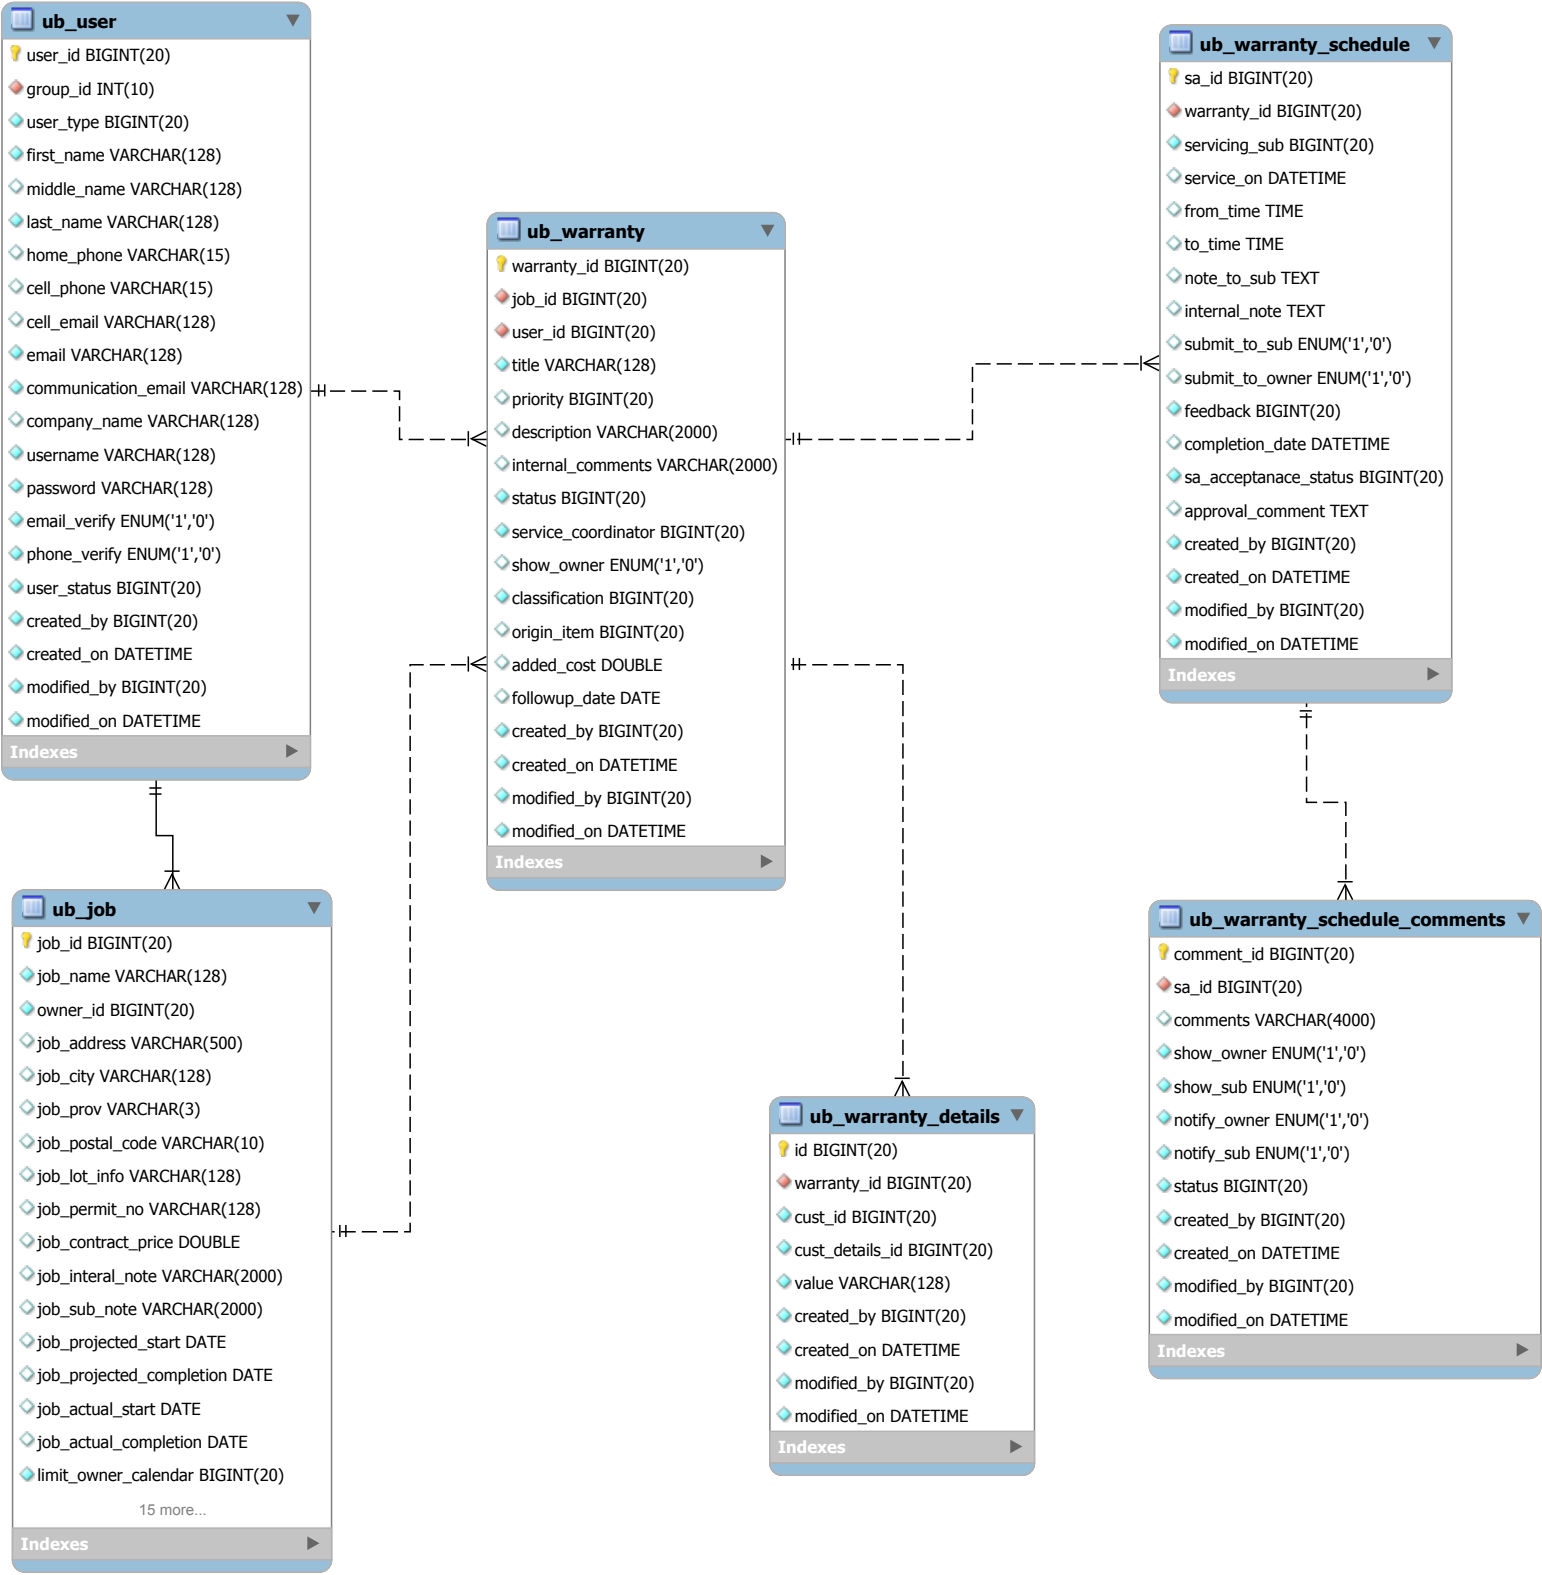 ub_user
user_id BIGINT(20)
group_id INT(10)
user_type BIGINT(20)
first_name VARCHAR(128)
middle_name VARCHAR(128)
last_name VARCHAR(128)
home_phone VARCHAR(15)
cell_phone VARCHAR(15)
cell_email VARCHAR(128)
email VARCHAR(128)
communication_email VARCHAR(128)
company_name VARCHAR(128)
username VARCHAR(128)
password VARCHAR(128)
email_verify ENUM('1','0')
phone_verify ENUM('1','0')
user_status BIGINT(20)
created_by BIGINT(20)
created_on DATETIME
modified_by BIGINT(20)
modified_on DATETIME
Indexes
ub_job
job_id BIGINT(20)
job_name VARCHAR(128)
owner_id BIGINT(20)
job_address VARCHAR(500)
job_city VARCHAR(128)
job_prov VARCHAR(3)
job_postal_code VARCHAR(10)
job_lot_info VARCHAR(128)
job_permit_no VARCHAR(128)
job_contract_price DOUBLE
job_interal_note VARCHAR(2000)
job_sub_note VARCHAR(2000)
job_projected_start DATE
job_projected_completion DATE
job_actual_start DATE
job_actual_completion DATE
limit_owner_calendar BIGINT(20)
15 more...
Indexes
ub_warranty
warranty_id BIGINT(20)
job_id BIGINT(20)
user_id BIGINT(20)
title VARCHAR(128)
priority BIGINT(20)
description VARCHAR(2000)
internal_comments VARCHAR(2000)
status BIGINT(20)
service_coordinator BIGINT(20)
show_owner ENUM('1','0')
classification BIGINT(20)
origin_item BIGINT(20)
added_cost DOUBLE
followup_date DATE
created_by BIGINT(20)
created_on DATETIME
modified_by BIGINT(20)
modified_on DATETIME
Indexes
ub_warranty_details
id BIGINT(20)
warranty_id BIGINT(20)
cust_id BIGINT(20)
cust_details_id BIGINT(20)
value VARCHAR(128)
created_by BIGINT(20)
created_on DATETIME
modified_by BIGINT(20)
modified_on DATETIME
Indexes
ub_warranty_schedule
sa_id BIGINT(20)
warranty_id BIGINT(20)
servicing_sub BIGINT(20)
service_on DATETIME
from_time TIME
to_time TIME
note_to_sub TEXT
internal_note TEXT
submit_to_sub ENUM('1','0')
submit_to_owner ENUM('1','0')
feedback BIGINT(20)
completion_date DATETIME
sa_acceptanace_status BIGINT(20)
approval_comment TEXT
created_by BIGINT(20)
created_on DATETIME
modified_by BIGINT(20)
modified_on DATETIME
Indexes
ub_warranty_schedule_comments
comment_id BIGINT(20)
sa_id BIGINT(20)
comments VARCHAR(4000)
show_owner ENUM('1','0')
show_sub ENUM('1','0')
notify_owner ENUM('1','0')
notify_sub ENUM('1','0')
status BIGINT(20)
created_by BIGINT(20)
created_on DATETIME
modified_by BIGINT(20)
modified_on DATETIME
Indexes